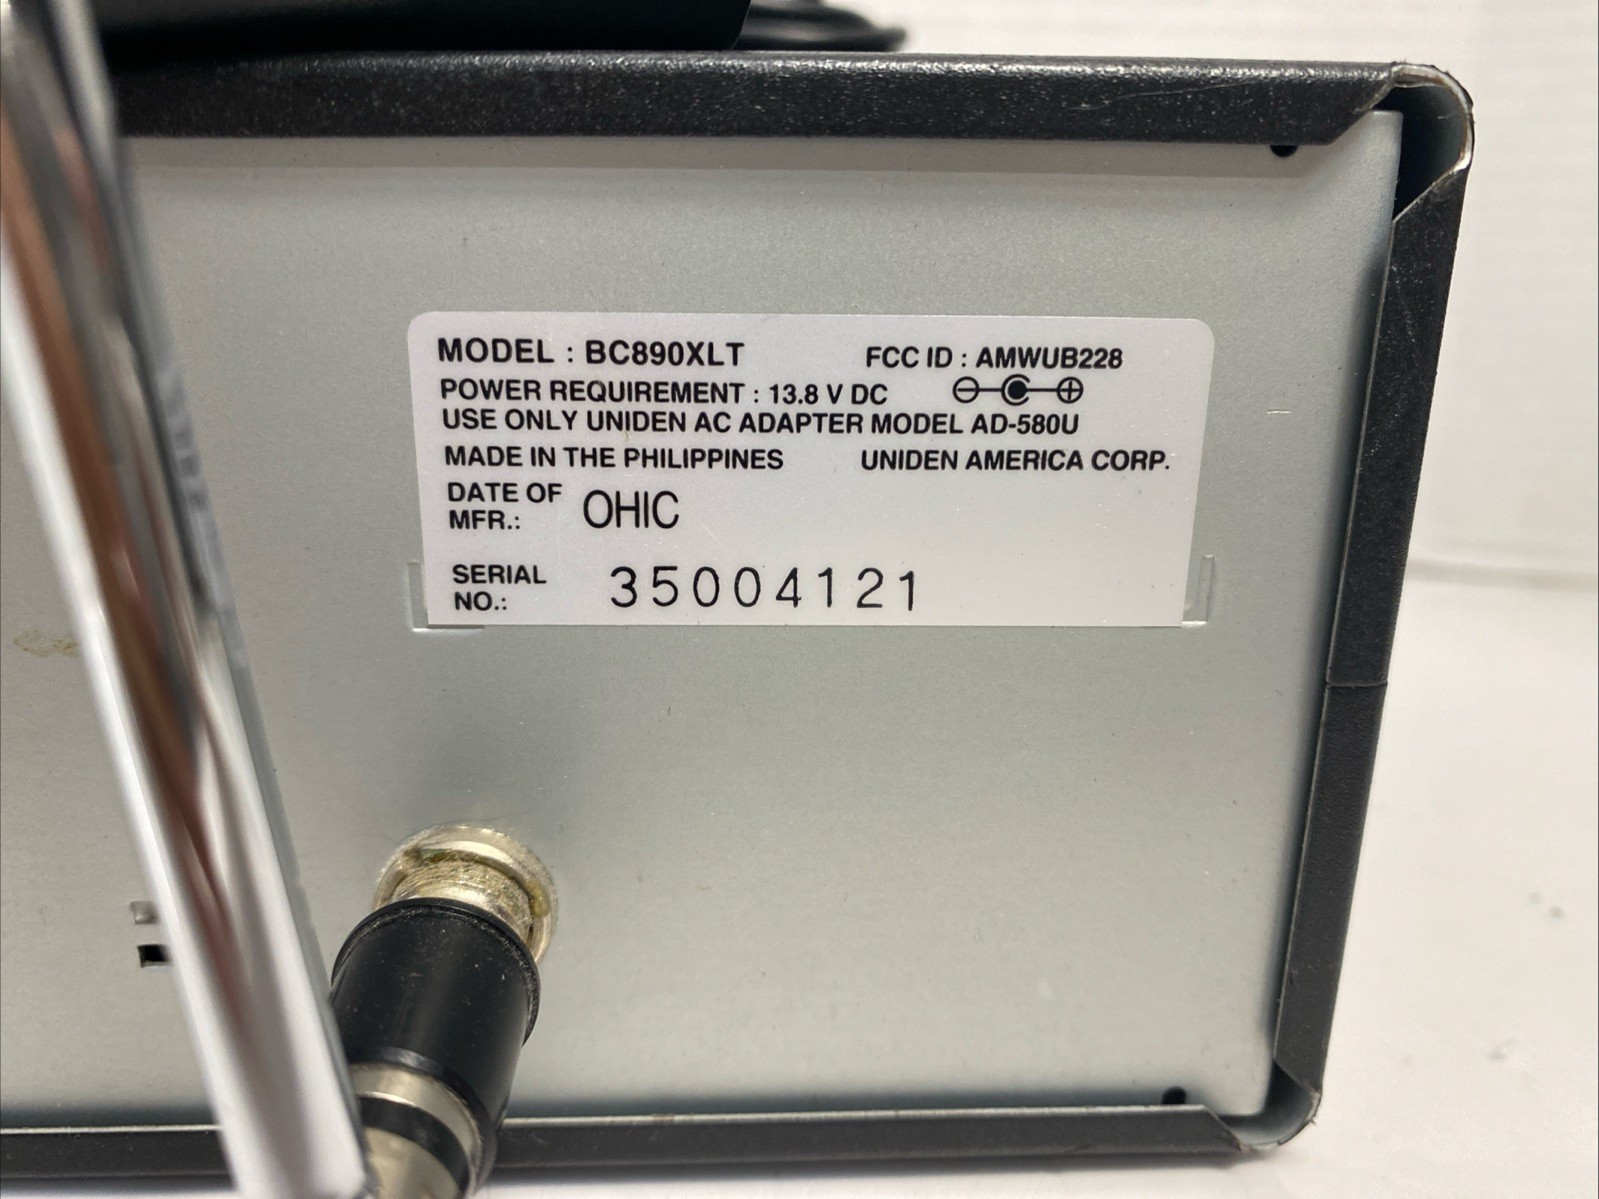 MODEL : BC890XLT FCC ID : AMWUB228
POWER REQUIREMENT : 13.8 V DC
USE ONLY UNIDEN AC ADAPTER MODEL AD-580U
MADE IN THE PHILIPPINES UNIDEN AMERICA CORP.
DATE OF MFR.: OHIC
SERIAL NO.: 35004121